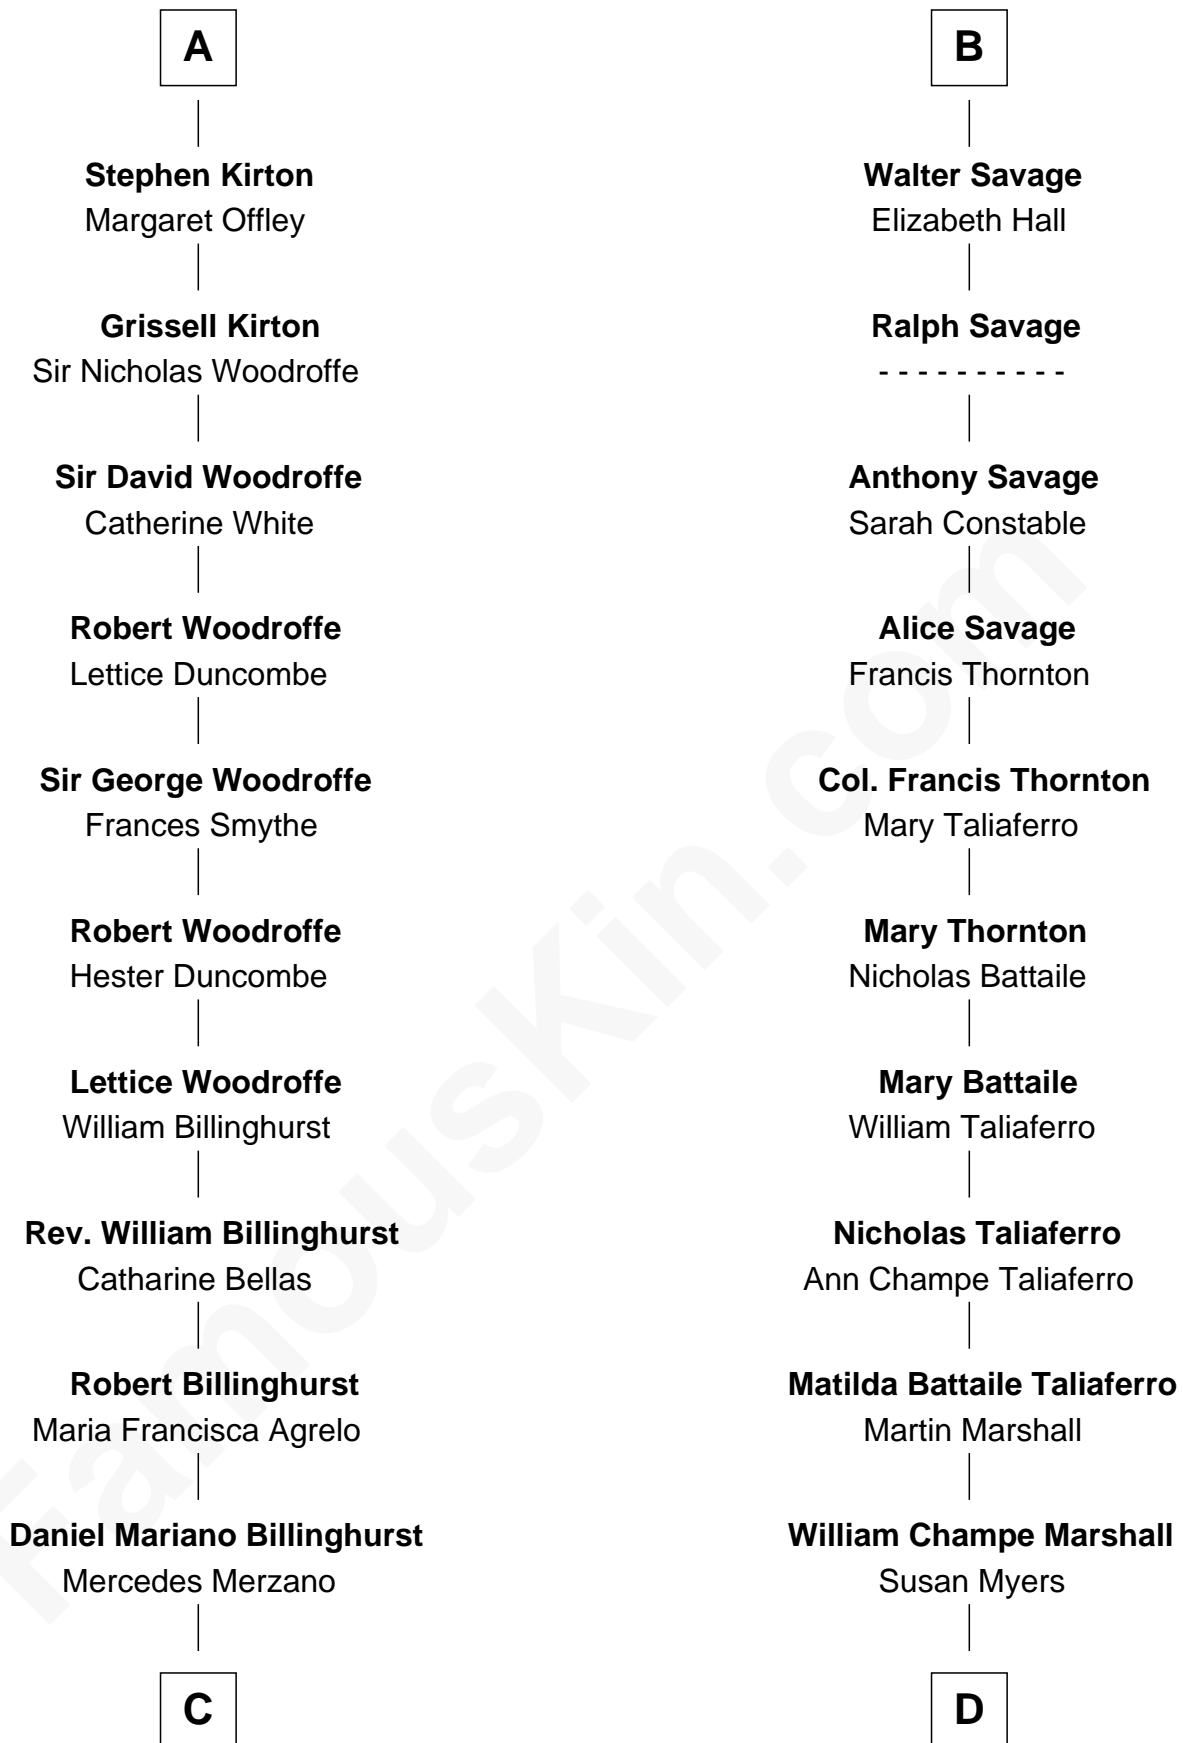 A
Stephen Kirton
Margaret Offley
Grissell Kirton
Sir Nicholas Woodroffe
Sir David Woodroffe
Catherine White
Robert Woodroffe
Lettice Duncombe
Sir George Woodroffe
Frances Smythe
Robert Woodroffe
Hester Duncombe
Lettice Woodroffe
William Billinghurst
Rev. William Billinghurst
Catharine Bellas
Robert Billinghurst
Maria Francisca Agrelo
Daniel Mariano Billinghurst
Mercedes Merzano
C
B
Walter Savage
Elizabeth Hall
Ralph Savage
- - - - - - - - - -
Anthony Savage
Sarah Constable
Alice Savage
Francis Thornton
Col. Francis Thornton
Mary Taliaferro
Mary Thornton
Nicholas Battaile
Mary Battaile
William Taliaferro
Nicholas Taliaferro
Ann Champe Taliaferro
Matilda Battaile Taliaferro
Martin Marshall
William Champe Marshall
Susan Myers
D
FamousKin.com